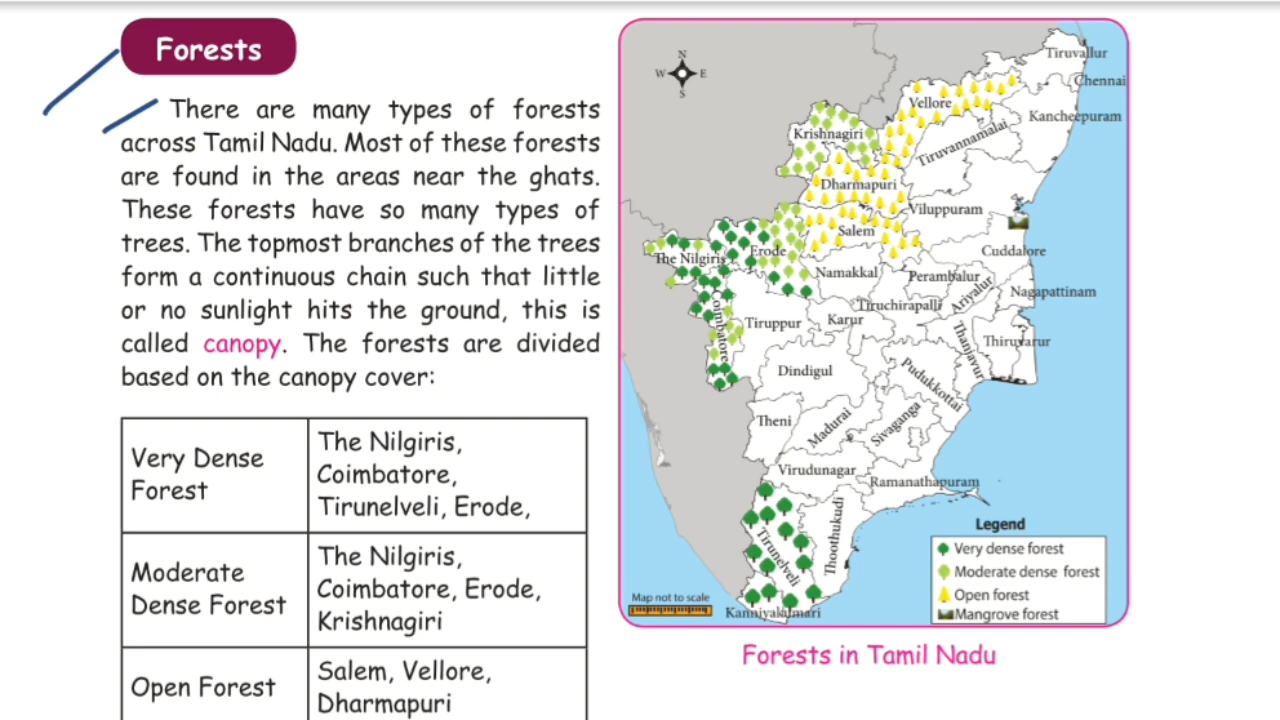 Forests
There are many types of forests
across Tamil Nadu. Most of these forests
are found in the areas near the ghats.
These forests have so many types of
trees. The topmost branches of the trees
form a continuous chain such that little
or no sunlight hits the ground, this is
called canopy. The forests are divided
based on the canopy cover:
Very Dense
Forest
The Nilgiris,
Coimbatore,
Tirunelveli, Erode,
Moderate
Dense Forest
The Nilgiris,
Coimbatore, Erode,
Krishnagiri
Open Forest
Salem, Vellore,
Dharmapuri
N
W E
S
Tiruvallur
Chennai
Vellore
Kancheepuram
Krishnagiri
Tiruvannamalai
Dharmapuri
Viluppuram
Salem
Cuddalore
The Nilgiris
Erode
Namakkal
Perambalur
Ariyalur
Nagapattinam
Tiruchirapalli
Coimbatore
Tiruppur
Karur
Thanjavur
Thiruvarur
Dindigul
Pudukkottai
Theni
Madurai
Sivaganga
Virudunagar
Ramanathapuram
Tirunelveli
Thoothukudi
Kanniyakumari
Map not to scale
Legend
Very dense forest
Moderate dense forest
Open forest
Mangrove forest
Forests in Tamil Nadu